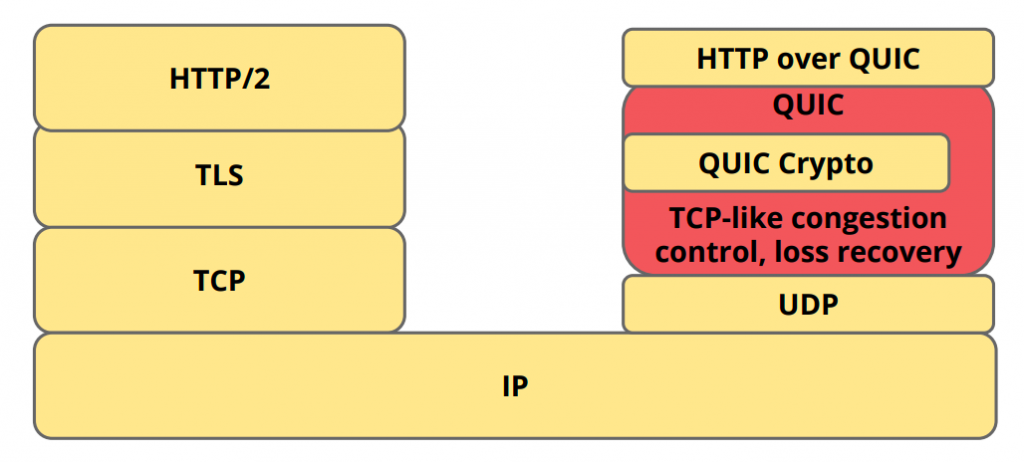 HTTP/2
TLS
TCP
HTTP over QUIC
QUIC
QUIC Crypto
TCP-like congestion
control, loss recovery
UDP
IP